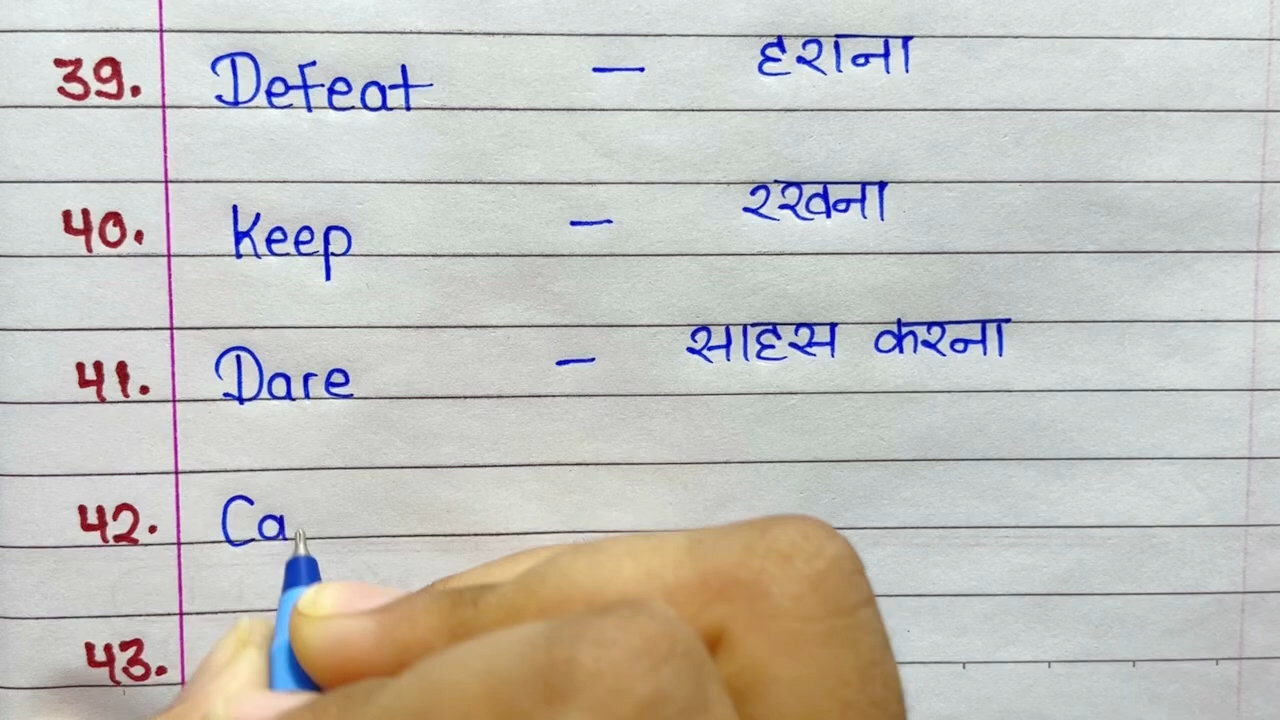 39. Defeat – हराना
40. Keep – रखना
41. Dare – साहस करना
42. Ca
43.